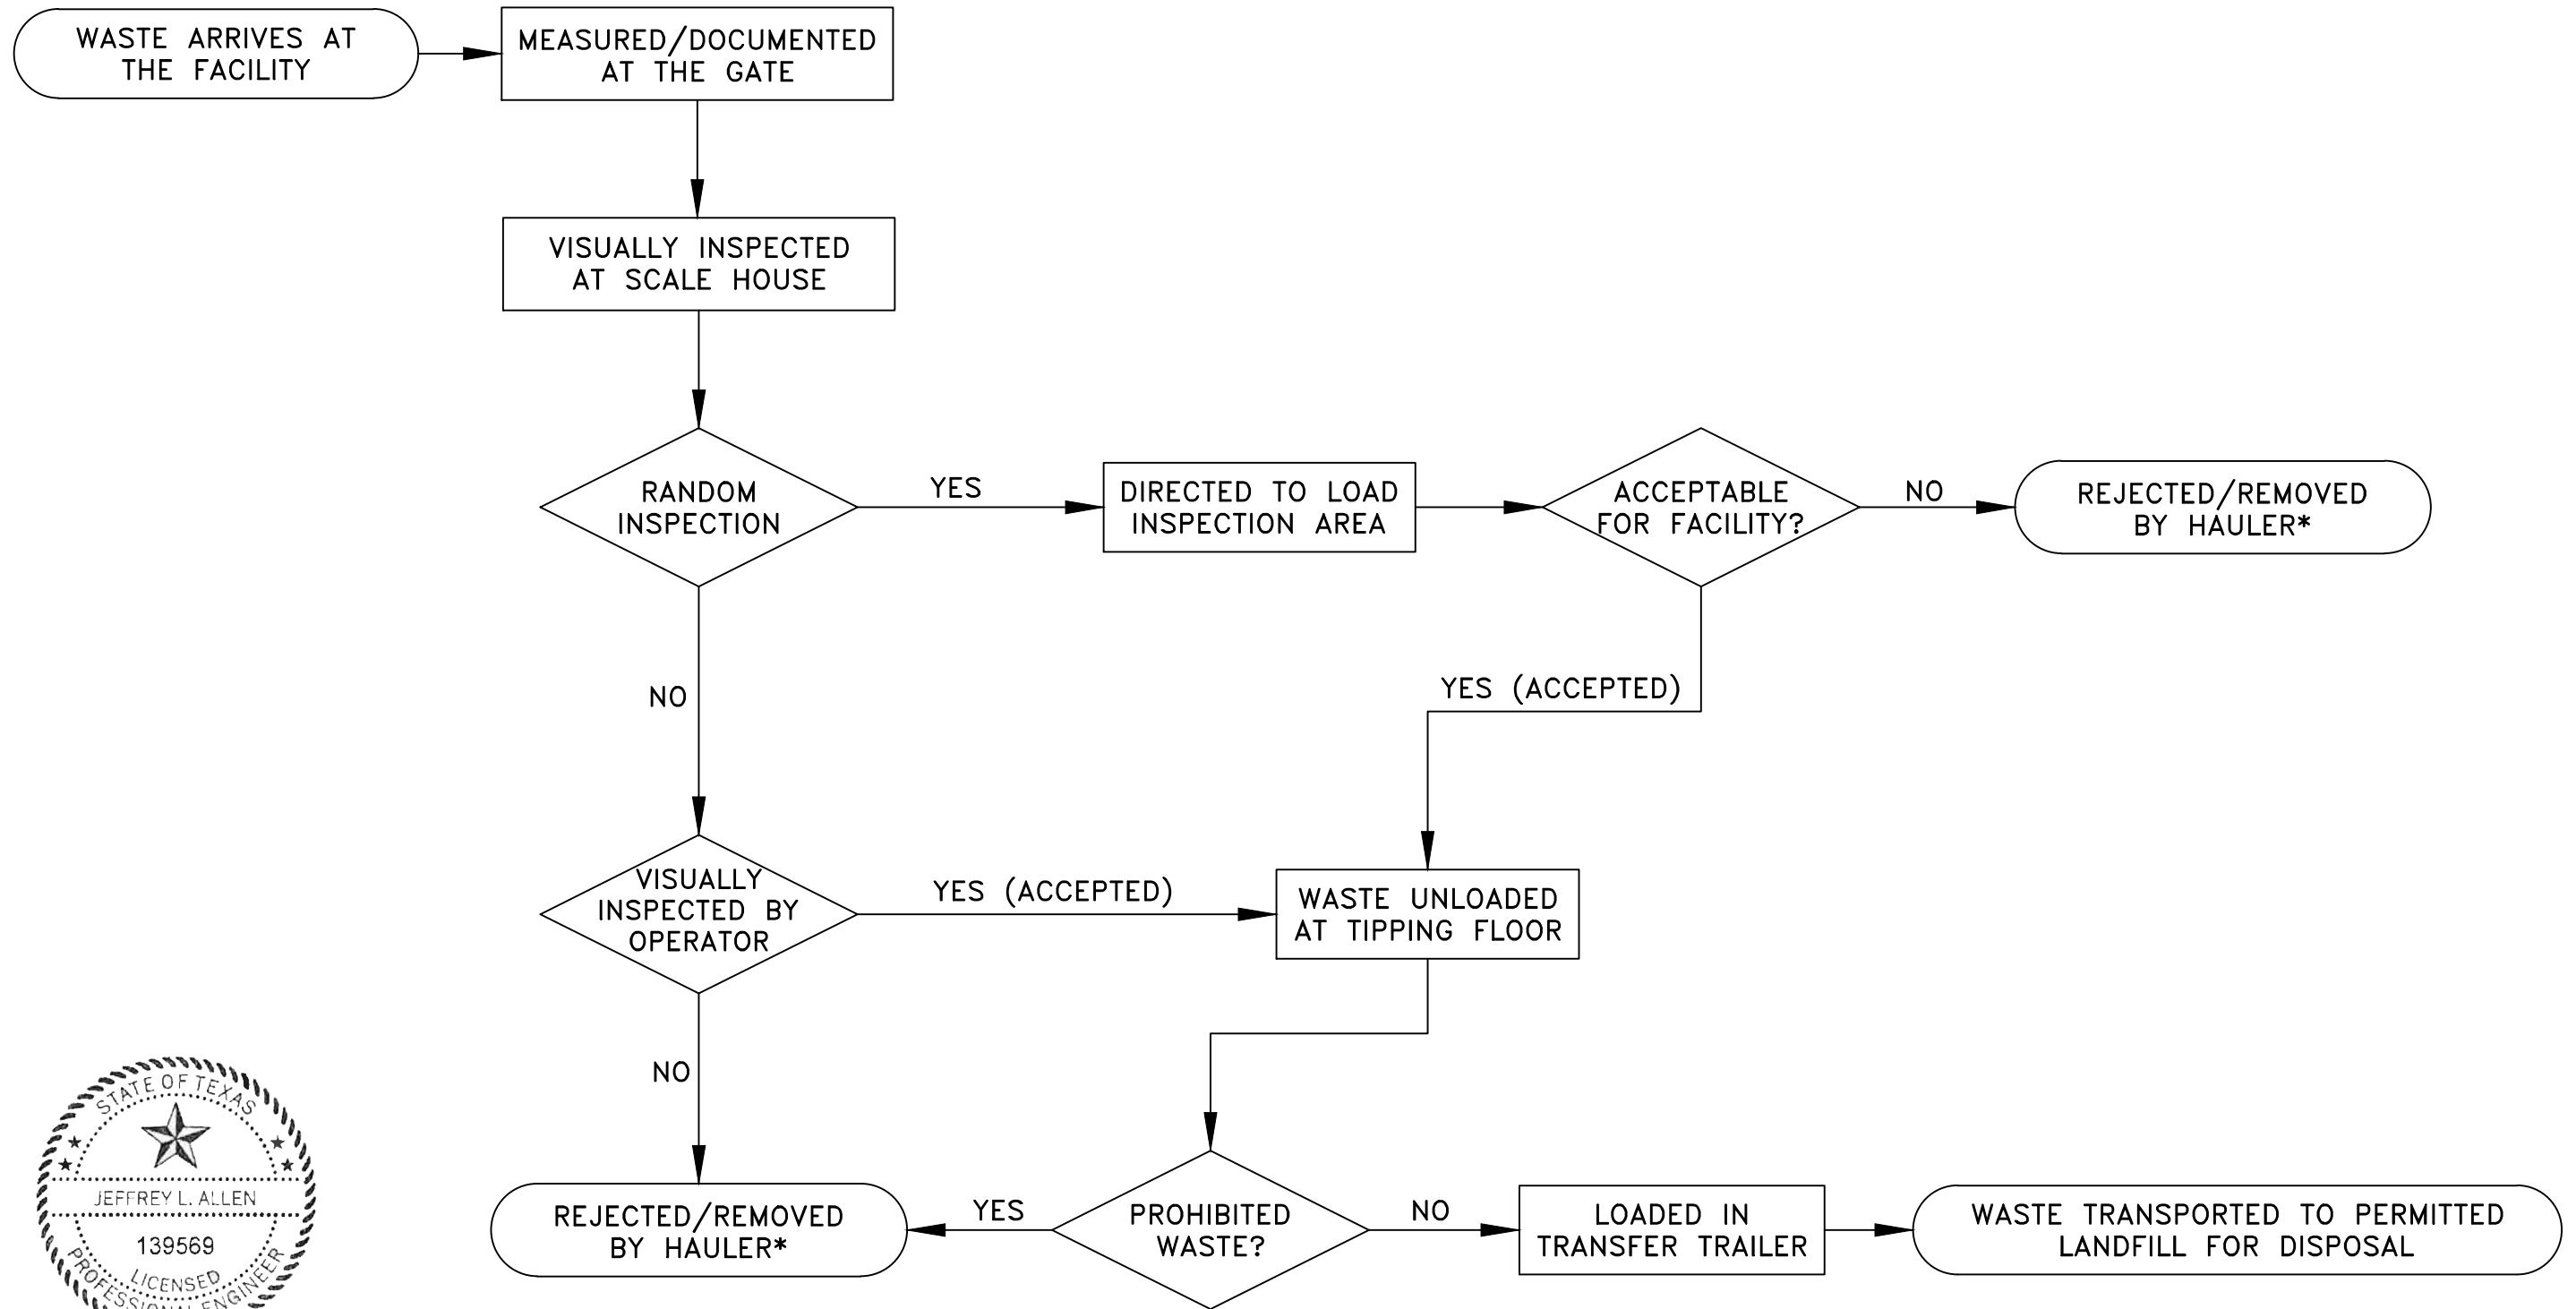 WASTE ARRIVES AT
THE FACILITY
MEASURED/DOCUMENTED
AT THE GATE
VISUALLY INSPECTED
AT SCALE HOUSE
RANDOM
INSPECTION
YES
DIRECTED TO LOAD
INSPECTION AREA
ACCEPTABLE
FOR FACILITY?
NO
REJECTED/REMOVED
BY HAULER*
NO
YES (ACCEPTED)
VISUALLY
INSPECTED BY
OPERATOR
YES (ACCEPTED)
WASTE UNLOADED
AT TIPPING FLOOR
NO
REJECTED/REMOVED
BY HAULER*
YES
PROHIBITED
WASTE?
NO
LOADED IN
TRANSFER TRAILER
WASTE TRANSPORTED TO PERMITTED
LANDFILL FOR DISPOSAL
STATE OF TEXAS
JEFFREY L. ALLEN
139569
LICENSED
PROFESSIONAL ENGINEER